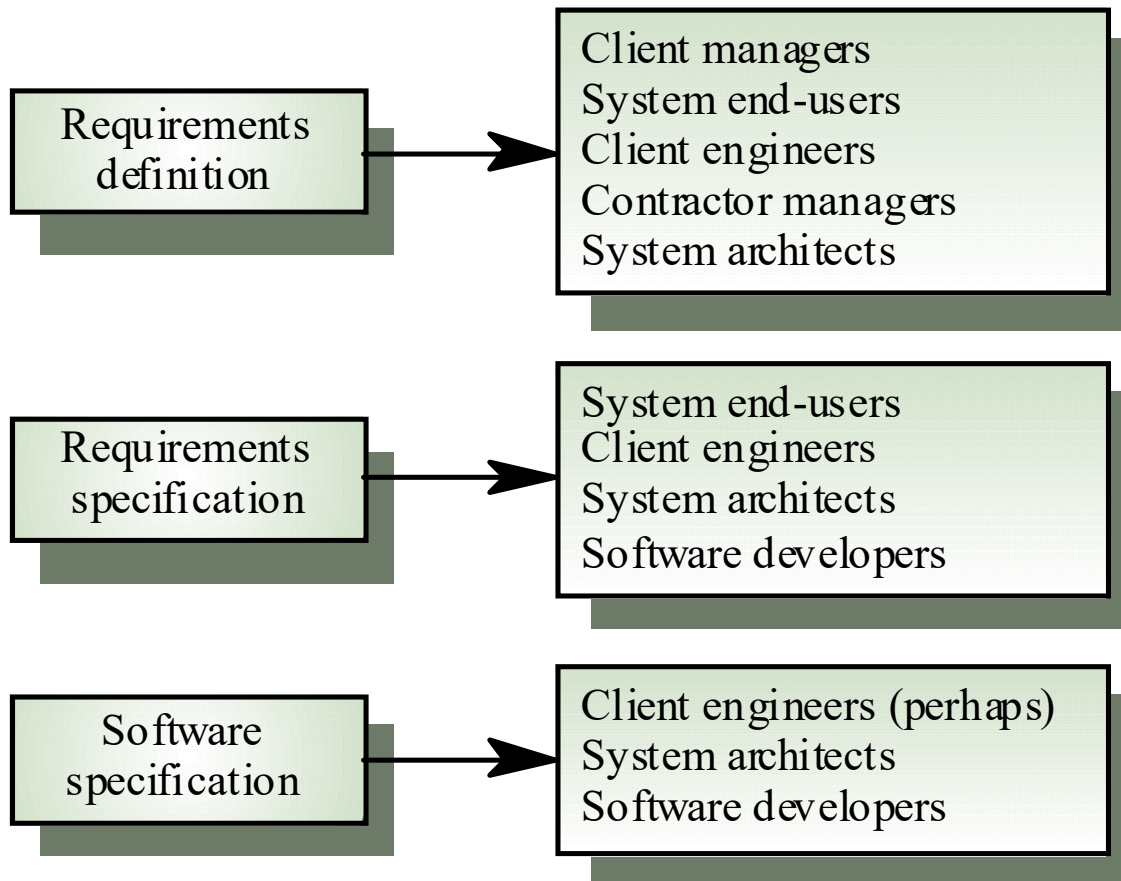 Requirements
definition
Client managers
System end-users
Client engineers
Contractor managers
System architects
Requirements
specification
System end-users
Client engineers
System architects
Software developers
Software
specification
Client engineers (perhaps)
System architects
Software developers